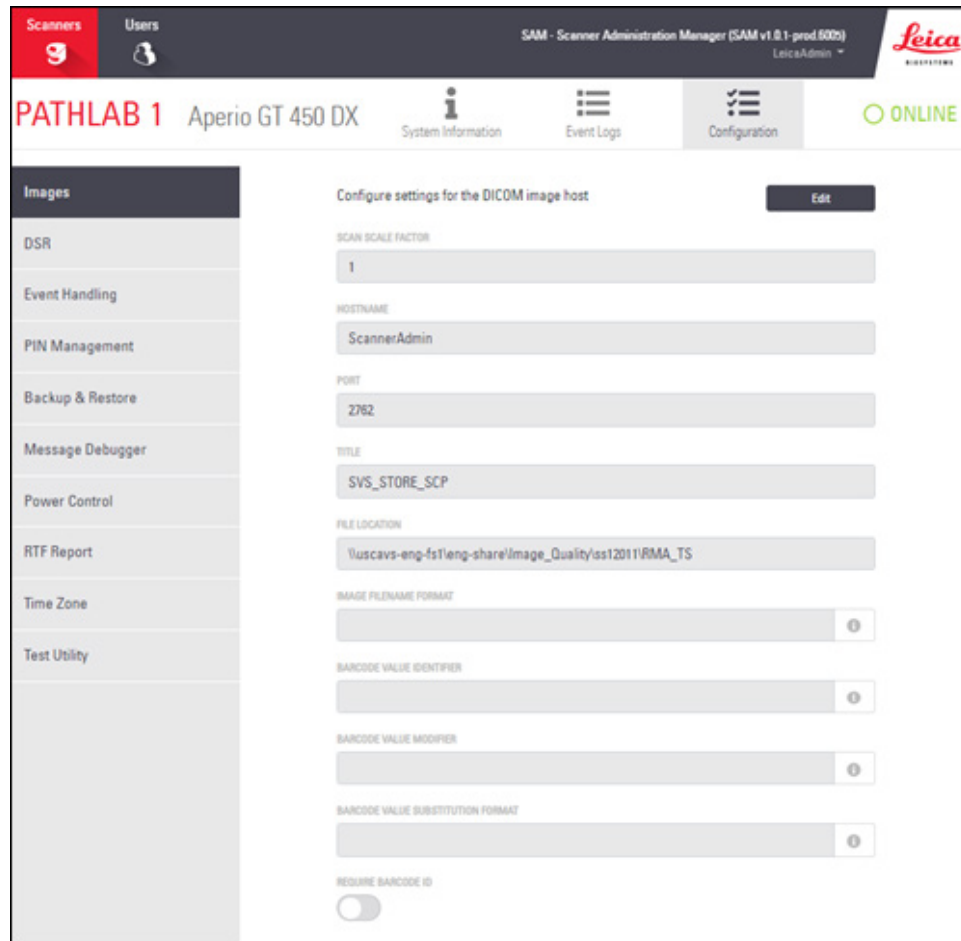 Scanners Users
SAM - Scanner Administration Manager (SAM v1.0.1-prod.6005)
LeicaAdmin
Leica
BIOSYSTEMS
PATHLAB 1 Aperio GT 450 DX
System Information
Event Logs
Configuration
ONLINE
Images
DSR
Event Handling
PIN Management
Backup & Restore
Message Debugger
Power Control
RTF Report
Time Zone
Test Utility
Configure settings for the DICOM image host
Edit
SCAN SCALE FACTOR
1
HOSTNAME
ScannerAdmin
PORT
2762
TITLE
SVS_STORE_SCP
FILE LOCATION
\\uscavs-eng-fs1\eng-share\Image_Quality\ss12011\RMA_TS
IMAGE FILENAME FORMAT
BARCODE VALUE IDENTIFIER
BARCODE VALUE MODIFIER
BARCODE VALUE SUBSTITUTION FORMAT
REQUIRE BARCODE ID